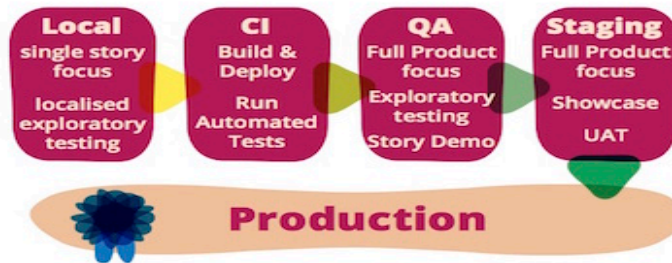 Local
single story
focus
localised
exploratory
testing
CI
Build &
Deploy
Run
Automated
Tests
QA
Full Product
focus
Exploratory
testing
Story Demo
Staging
Full Product
focus
Showcase
UAT
Production